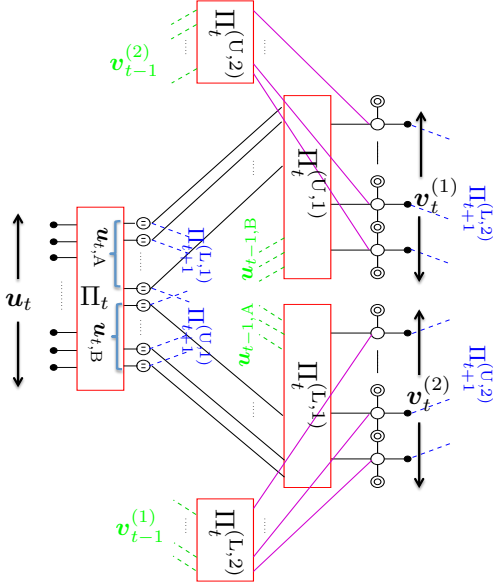 Π_t^{(U,2)}
v_{t-1}^{(2)}
Π_{t+1}^{(L,2)}
v_t^{(1)}
Π_t^{(U,1)}
u_{t-1,B}
u_{t,A}
Π_{t+1}^{(L,1)}
Π_t
u_t
Π_{t+1}^{(U,1)}
u_{t,B}
u_{t-1,A}
Π_t^{(L,1)}
Π_{t+1}^{(U,2)}
v_t^{(2)}
v_{t-1}^{(1)}
Π_t^{(L,2)}